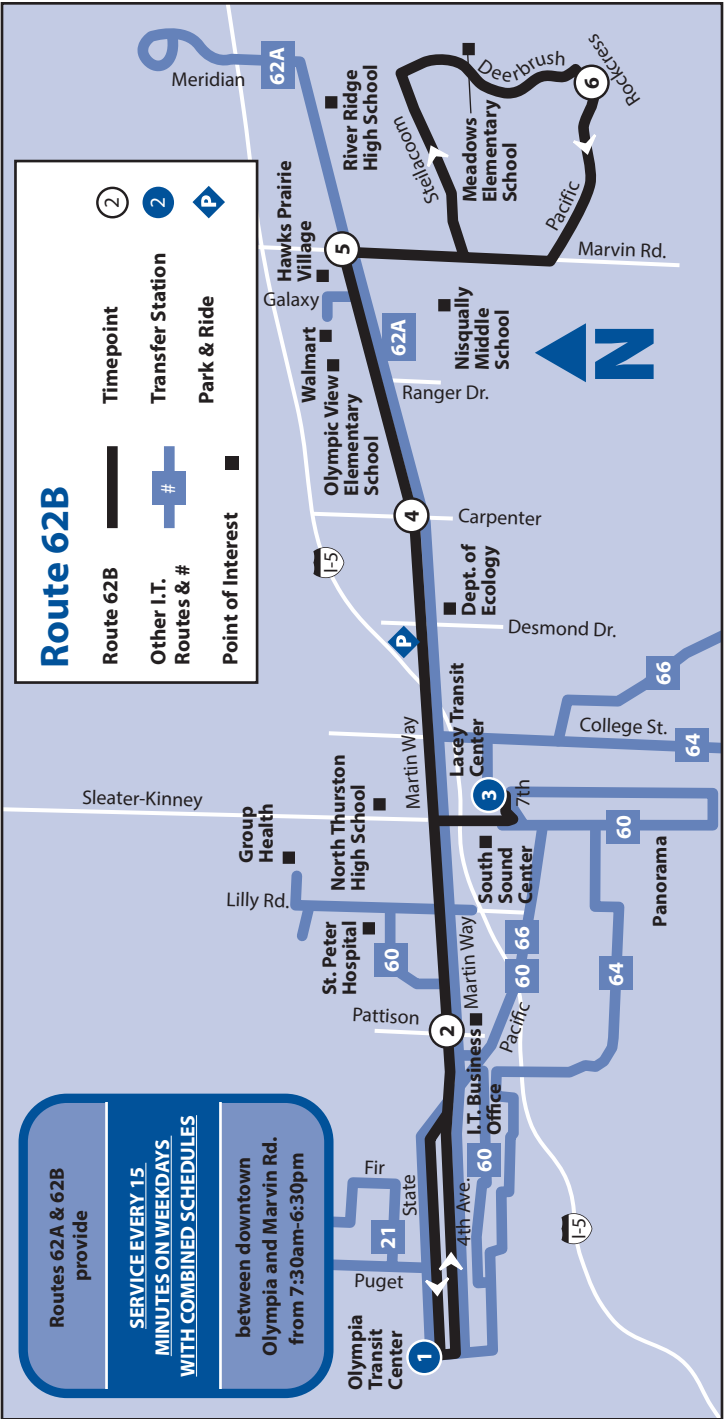 Route 62B
Route 62B
Timepoint
2
Other I.T.
Routes & #
#
Transfer Station
2
Point of Interest
Park & Ride
P
Routes 62A & 62B
provide
SERVICE EVERY 15
MINUTES ON WEEKDAYS
WITH COMBINED SCHEDULES
between downtown
Olympia and Marvin Rd.
from 7:30am-6:30pm
Olympia
Transit
Center
1
Puget
21
Fir
State
4th Ave.
60
I.T. Business
Office
Pattison
2
Martin Way
Pacific
60
66
64
I-5
St. Peter
Hospital
60
Lilly Rd.
Group
Health
Sleater-Kinney
North Thurston
High School
Martin Way
South
Sound
Center
Lacey Transit
Center
3
7th
60
Panorama
College St.
64
66
I-5
P
Desmond Dr.
Dept. of
Ecology
4
Carpenter
Olympic View
Elementary
School
Walmart
Galaxy
Hawks Prairie
Village
5
62A
Ranger Dr.
Nisqually
Middle
School
N
River Ridge
High School
62A
Meridian
Marvin Rd.
Steilacoom
Meadows
Elementary
School
Deerbrush
6
Rockcress
Pacific